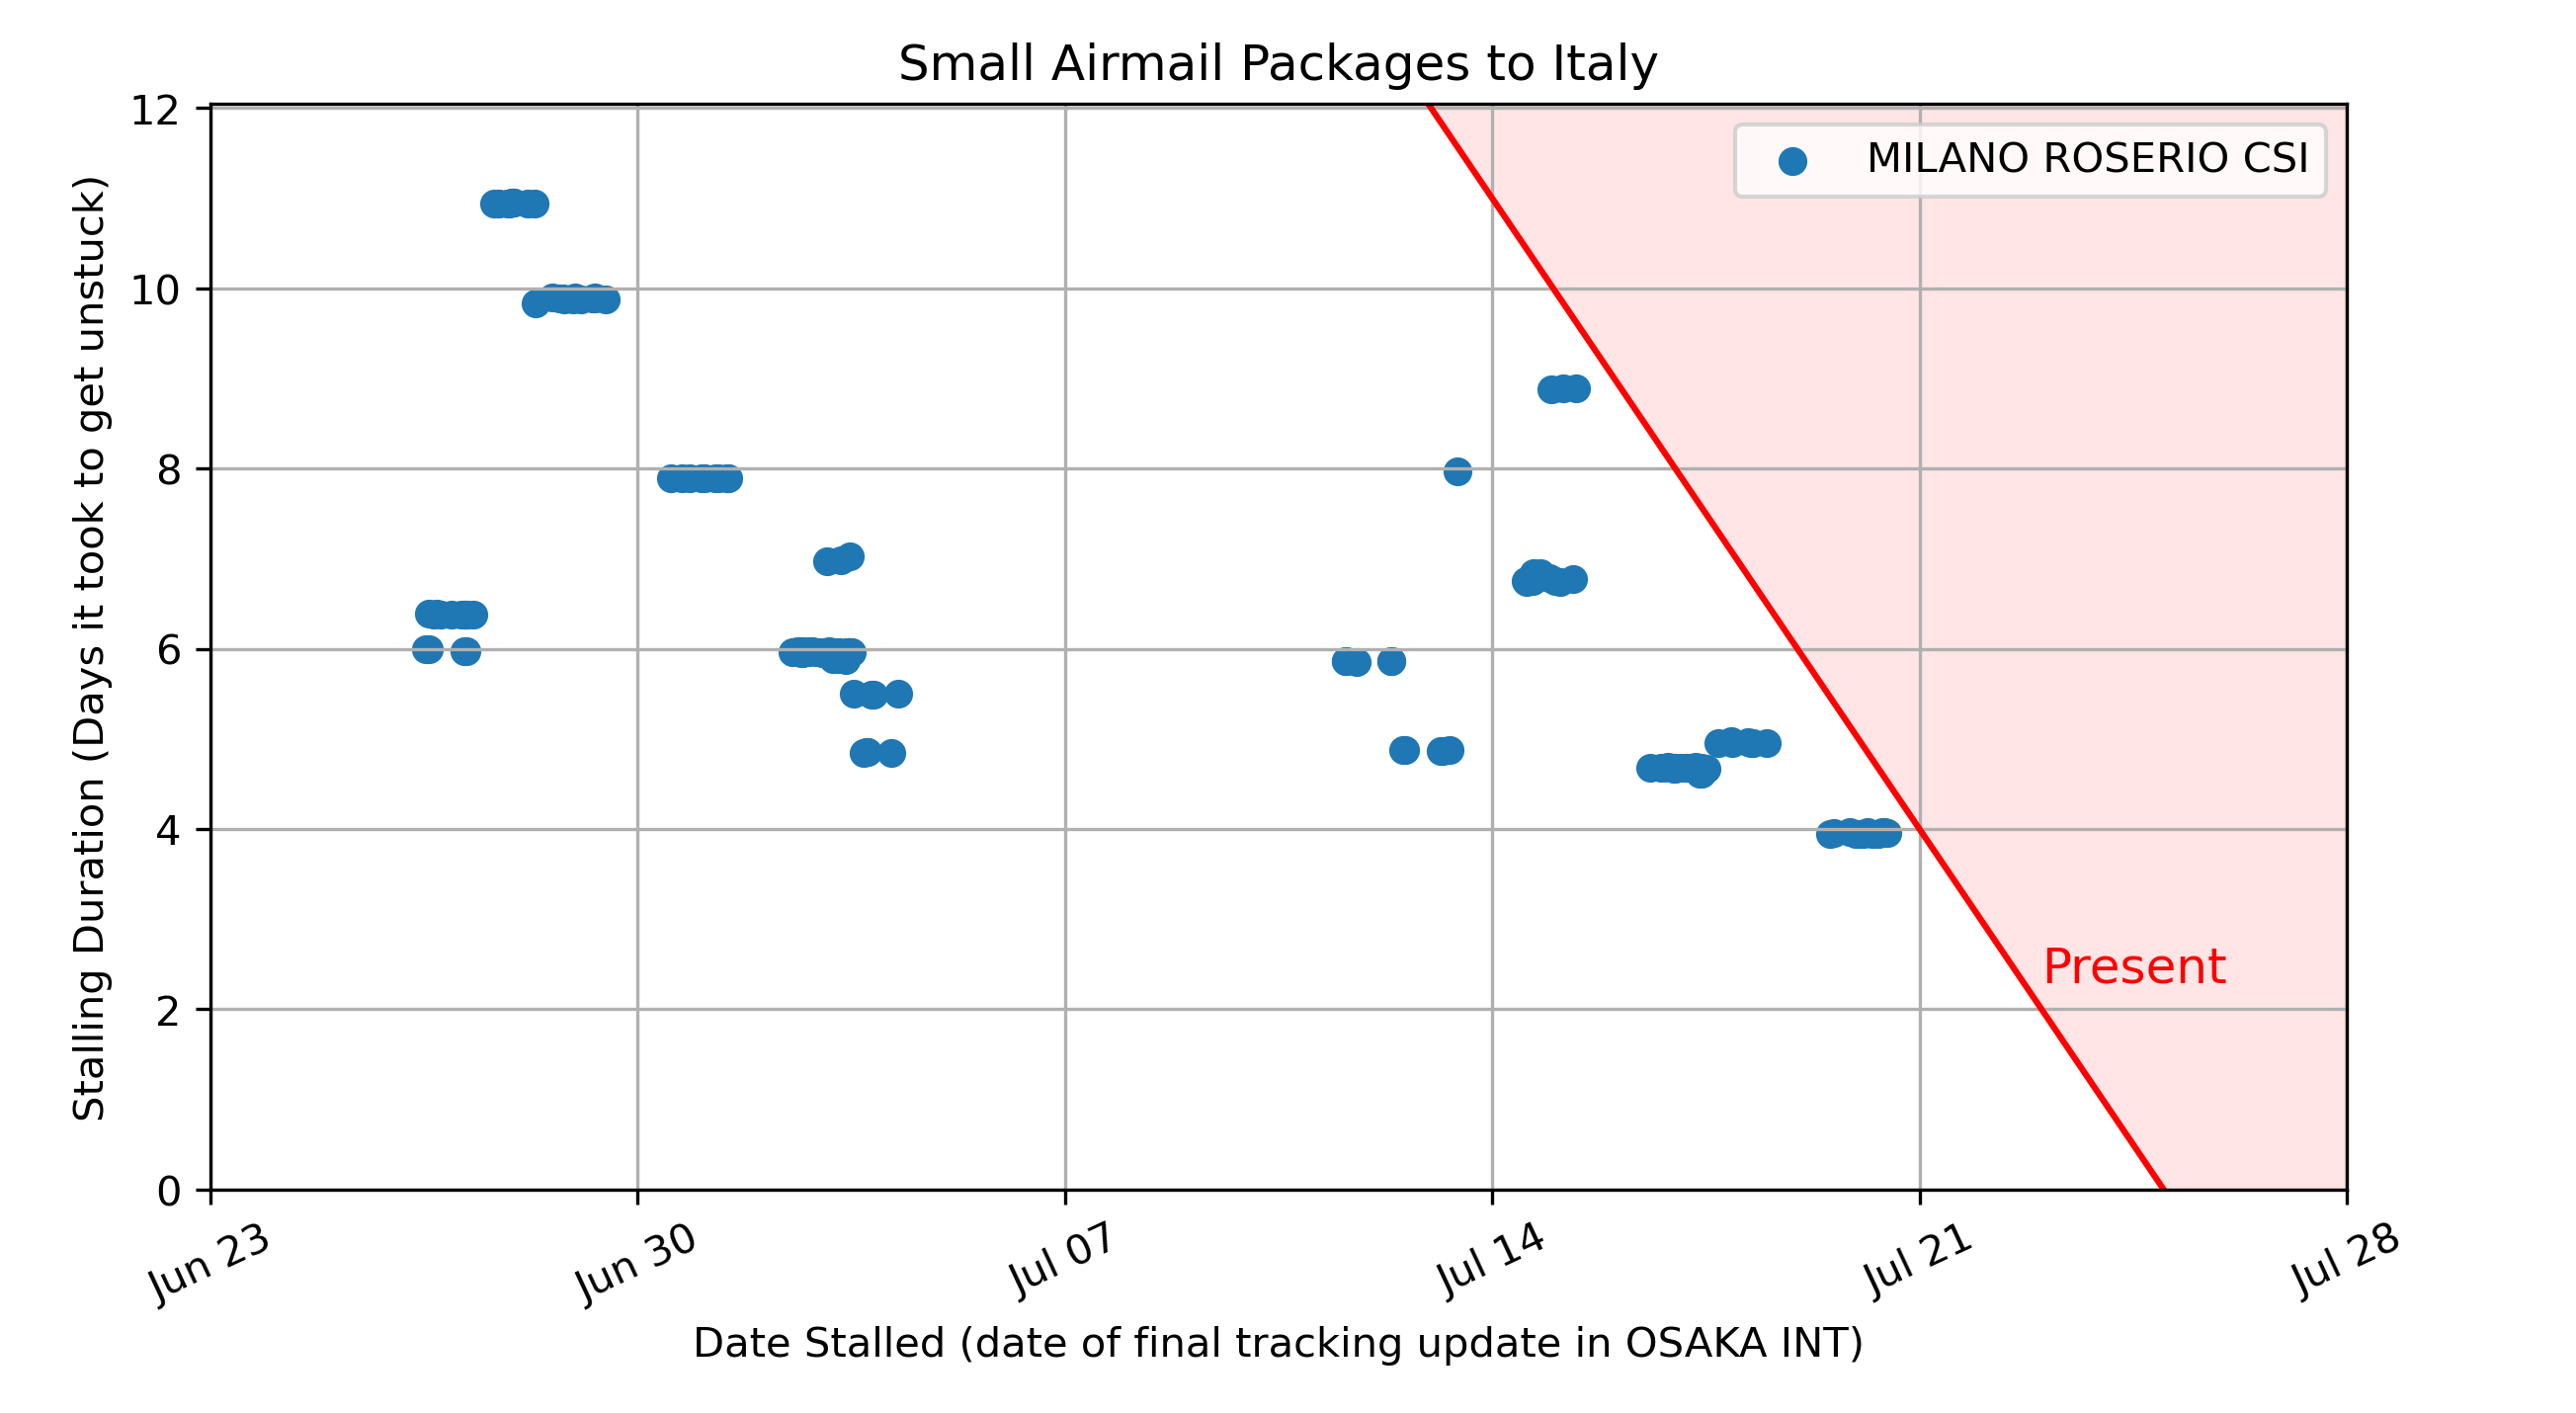 Small Airmail Packages to Italy
MILANO ROSERIO CSI
Stalling Duration (Days it took to get unstuck)
12
10
8
6
4
2
0
Present
Jun 23
Jun 30
Jul 07
Jul 14
Jul 21
Jul 28
Date Stalled (date of final tracking update in OSAKA INT)